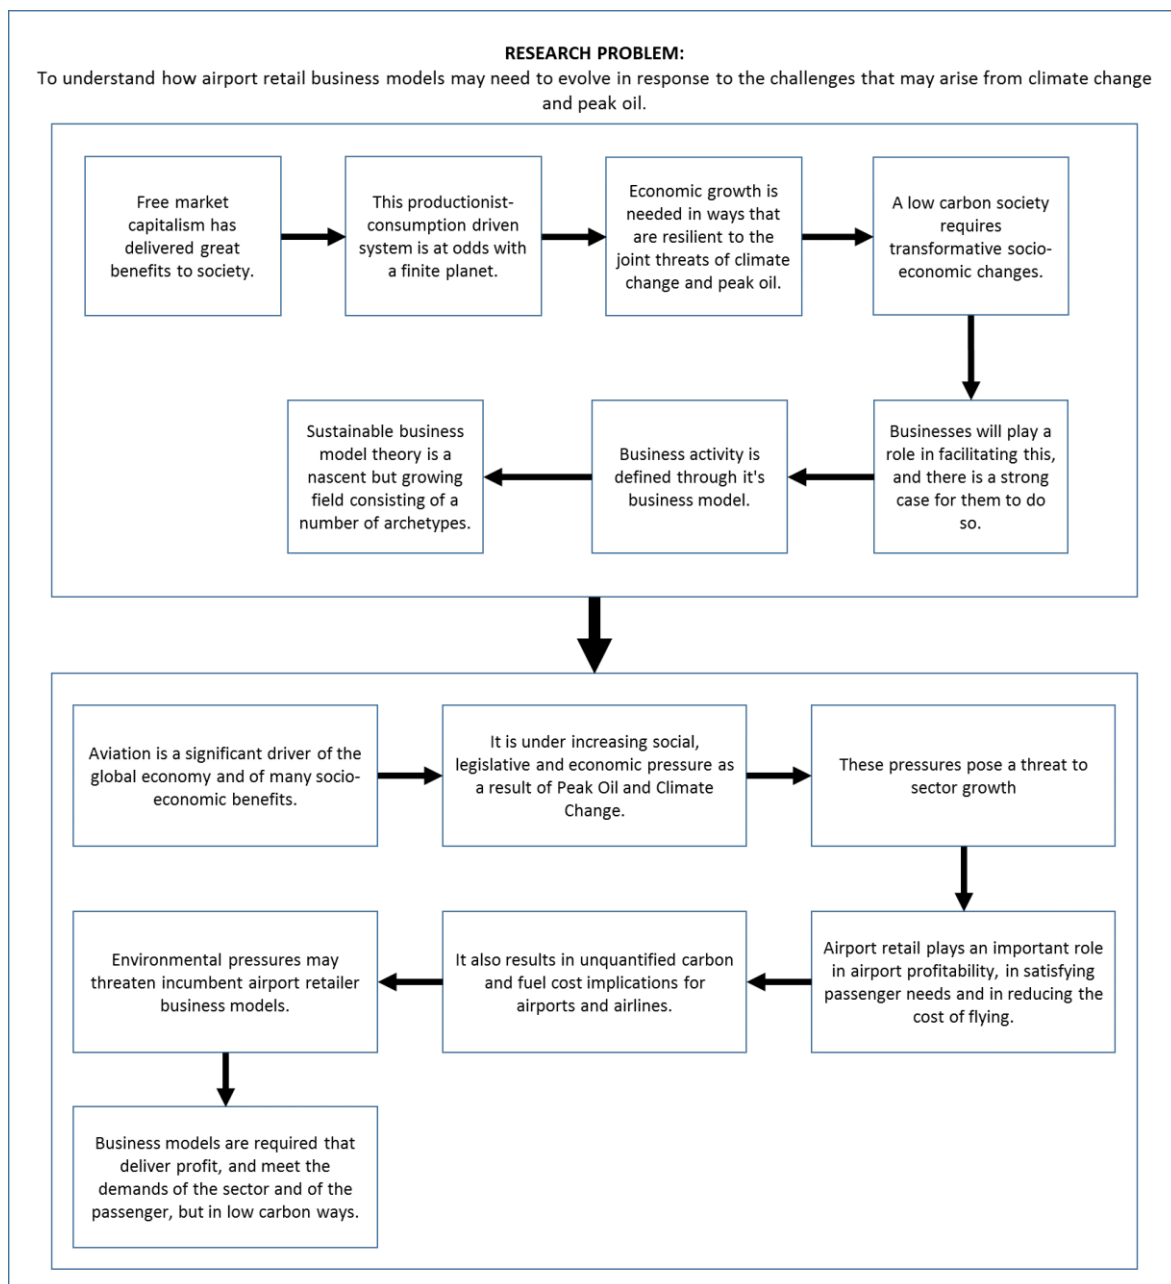 RESEARCH PROBLEM:
To understand how airport retail business models may need to evolve in response to the challenges that may arise from climate change
and peak oil.
Free market
capitalism has
delivered great
benefits to society.
This productionist-
consumption driven
system is at odds with
a finite planet.
Economic growth is
needed in ways that
are resilient to the
joint threats of climate
change and peak oil.
A low carbon society
requires
transformative socio-
economic changes.
Businesses will play a
role in facilitating this,
and there is a strong
case for them to do
so.
Business activity is
defined through it's
business model.
Sustainable business
model theory is a
nascent but growing
field consisting of a
number of archetypes.
Aviation is a significant driver of the
global economy and of many socio-
economic benefits.
It is under increasing social,
legislative and economic pressure as
a result of Peak Oil and Climate
Change.
These pressures pose a threat to
sector growth
Airport retail plays an important role
in airport profitability, in satisfying
passenger needs and in reducing the
cost of flying.
It also results in unquantified carbon
and fuel cost implications for
airports and airlines.
Environmental pressures may
threaten incumbent airport retailer
business models.
Business models are required that
deliver profit, and meet the
demands of the sector and of the
passenger, but in low carbon ways.